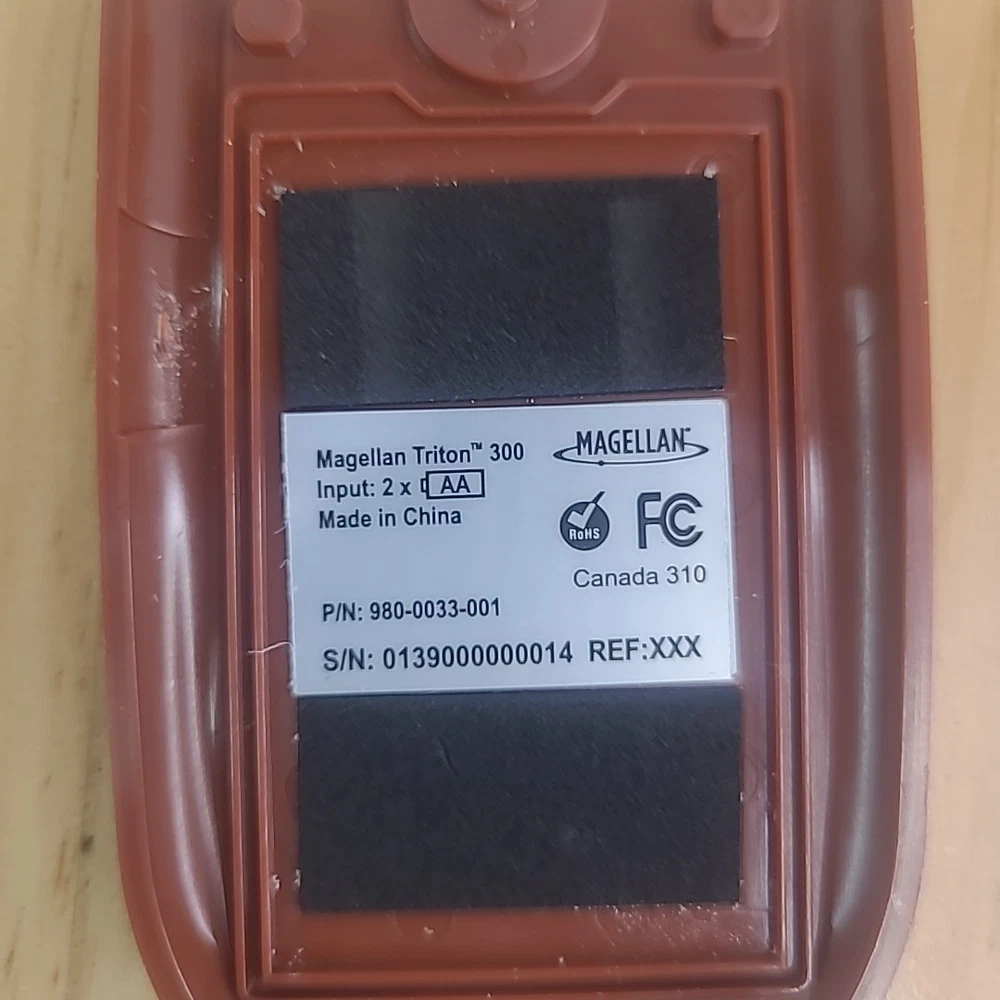 Magellan Triton™ 300
Input: 2 x AA
Made in China
MAGELLAN
RoHS
FC
Canada 310
P/N: 980-0033-001
S/N: 0139000000014 REF:XXX